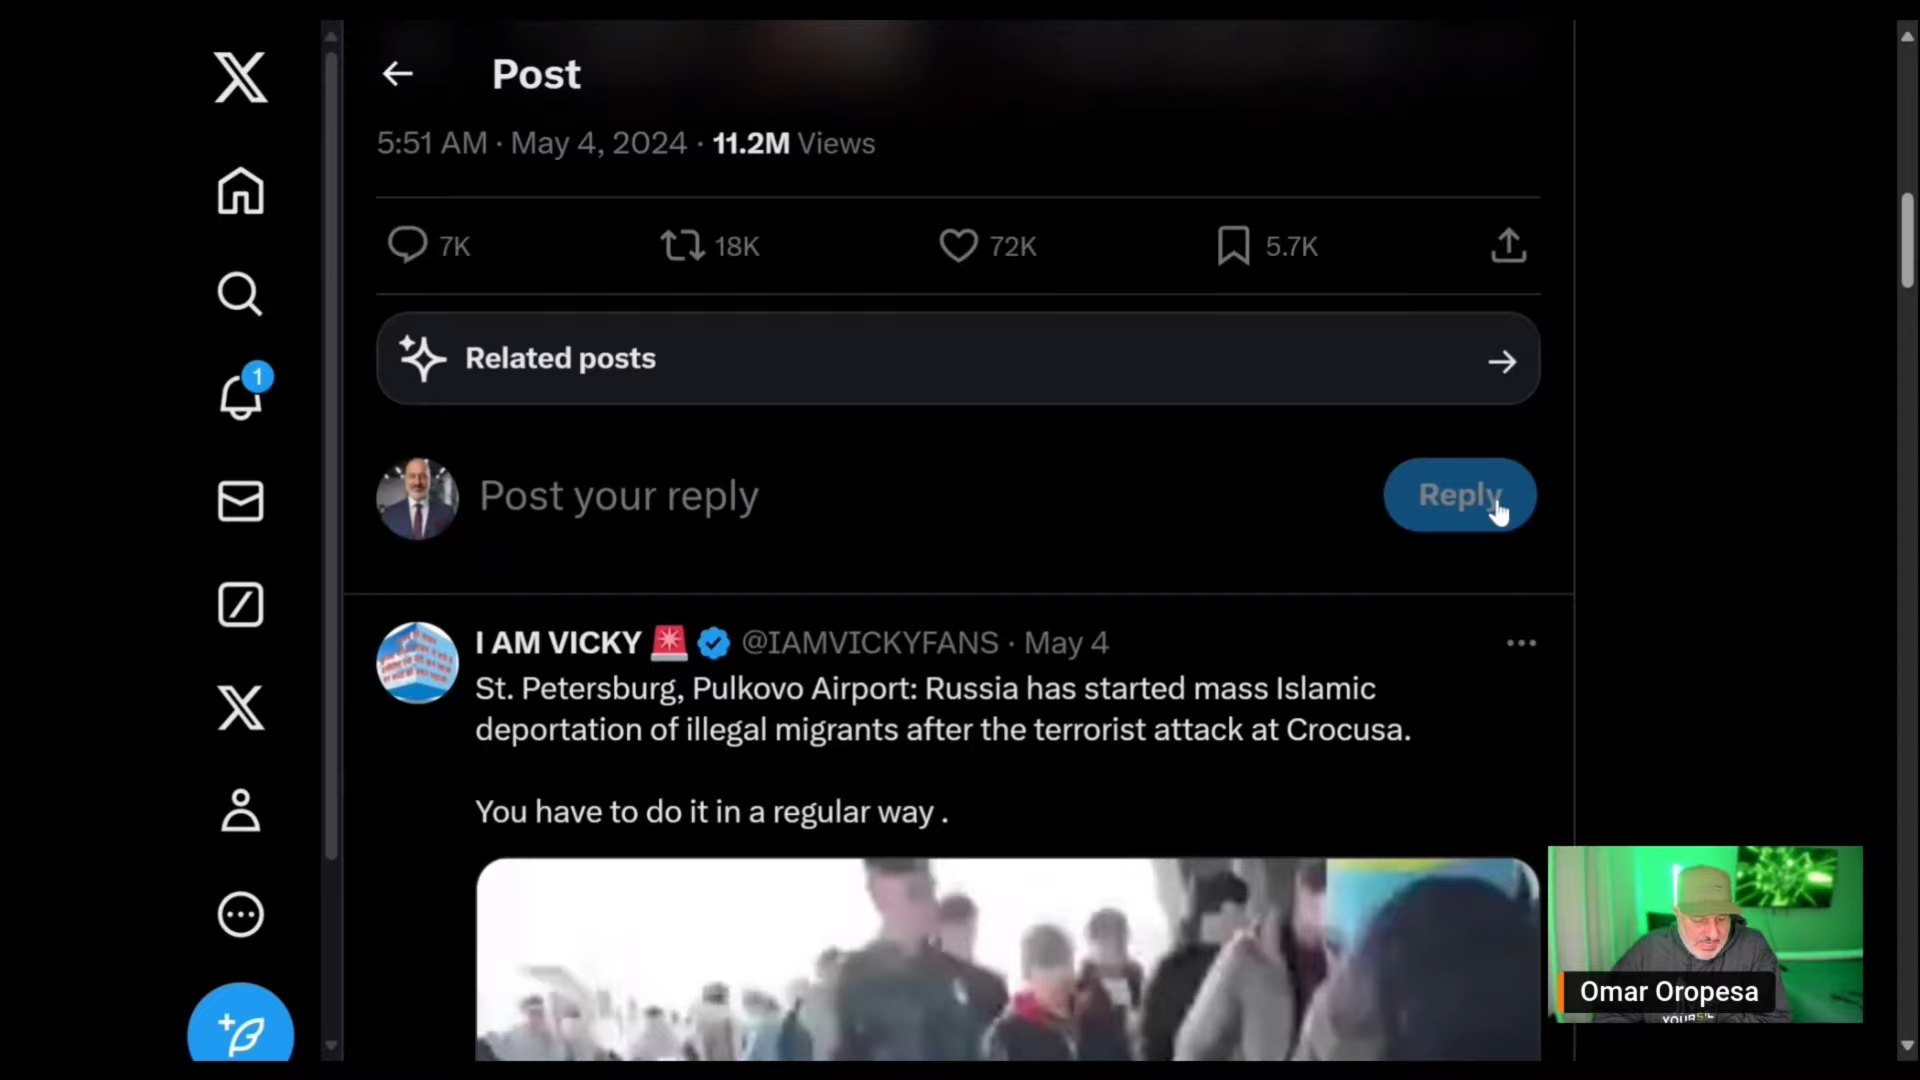 Post
5:51 AM · May 4, 2024 · 11.2M Views
7K 18K 72K 5.7K
Related posts
1
Post your reply
Reply
I AM VICKY @IAMVICKYFANS · May 4
St. Petersburg, Pulkovo Airport: Russia has started mass Islamic
deportation of illegal migrants after the terrorist attack at Crocusa.
You have to do it in a regular way .
Omar Oropesa